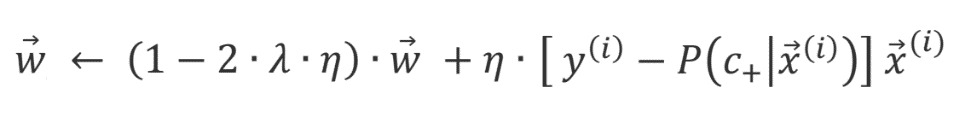 w⃗ ← (1 − 2 · λ · η) · w⃗ + η · [ y⁽ⁱ⁾ − P(c₊|x⃗⁽ⁱ⁾)] x⃗⁽ⁱ⁾